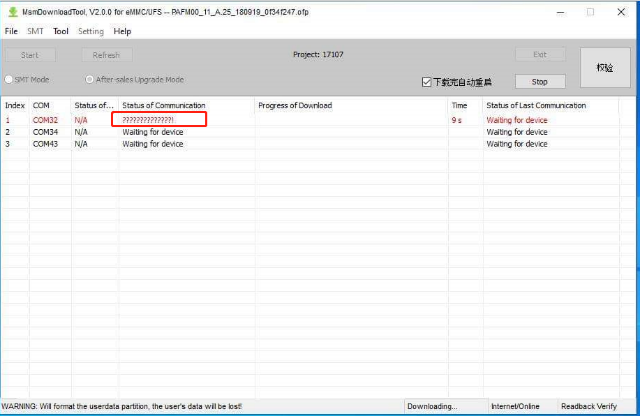 MsmDownloadTool, V2.0.0 for eMMC/UFS -- PAFM00_11_A.25_180919_0f34f247.ofp
File SMT Tool Setting Help
Start Refresh Project: 17107 Exit 校验
SMT Mode After-sales Upgrade Mode 下载完自动重启 Stop
Index COM Status of... Status of Communication Progress of Download Time Status of Last Communication
1 COM32 N/A ??????????????! 9 s Waiting for device
2 COM34 N/A Waiting for device Waiting for device
3 COM43 N/A Waiting for device Waiting for device
WARNING: Will format the userdata partition, the user's data will be lost! Downloading... Internet/Online Readback Verify